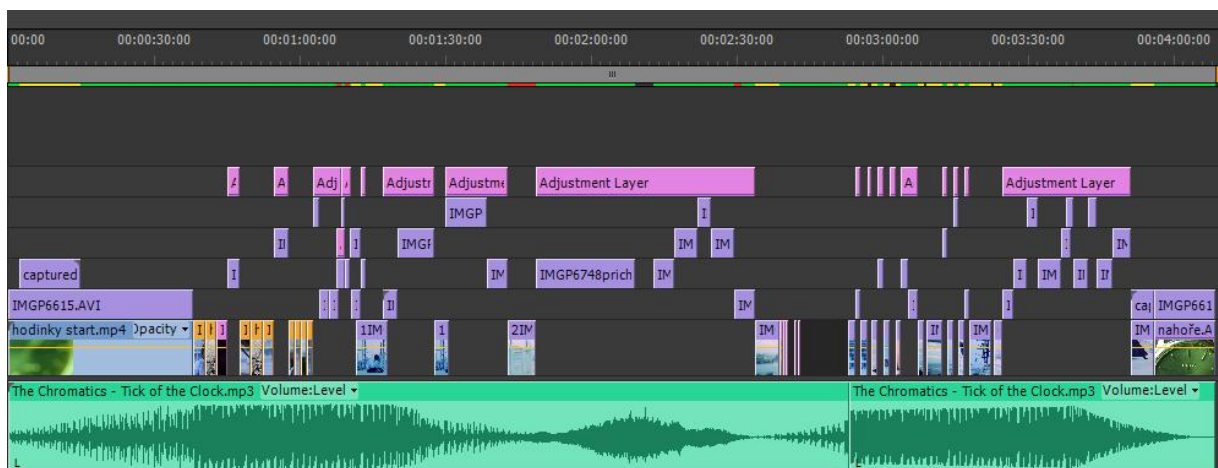 00:00 00:00:30:00 00:01:00:00 00:01:30:00 00:02:00:00 00:02:30:00 00:03:00:00 00:03:30:00 00:04:00:00
A Adj Adjustr Adjustme Adjustment Layer A Adjustment Layer
IMGP I 1
IMGF IM IM
captured I IM IMGP6748prich IM I IM
IMGP6615.AVI IM caj IMGP661
hodinky start.mp4 Opacity 1IM 1 2IM IM IM IM nahoře.A
The Chromatics - Tick of the Clock.mp3 Volume:Level The Chromatics - Tick of the Clock.mp3 Volume:Level
L L